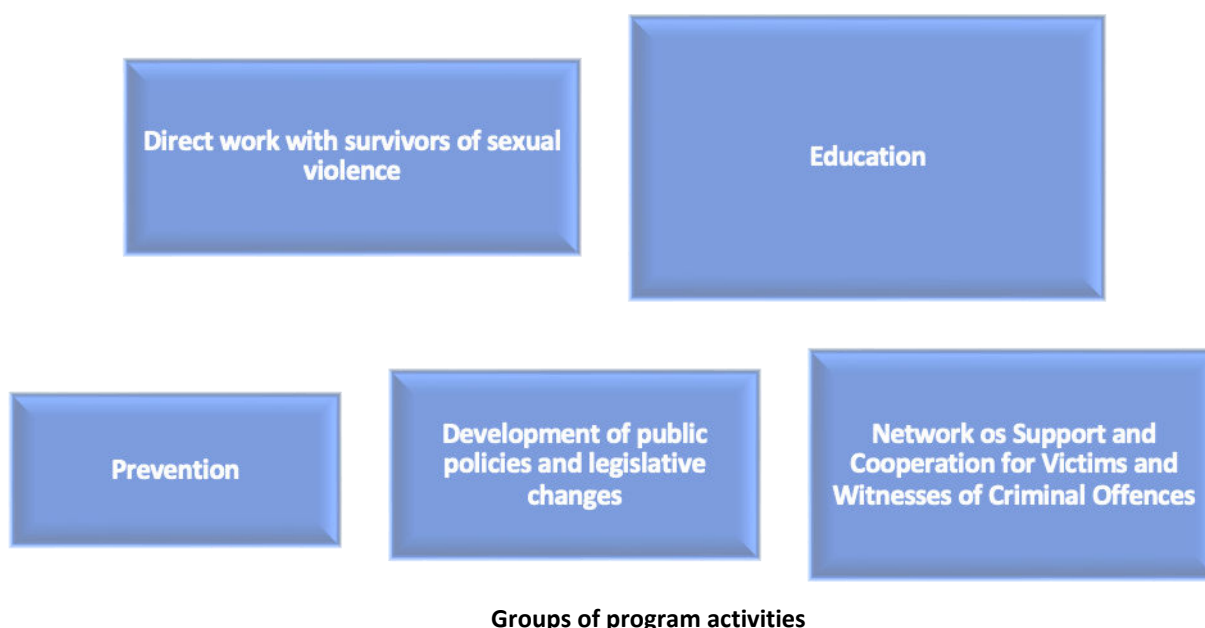 Direct work with survivors of sexual
violence
Education
Prevention
Development of public
policies and legislative
changes
Network os Support and
Cooperation for Victims and
Witnesses of Criminal Offences
Groups of program activities